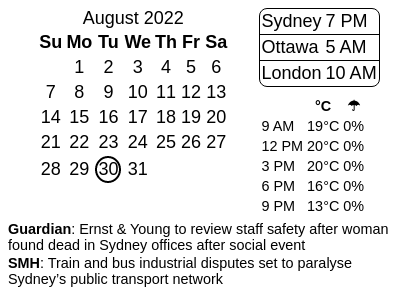 August 2022
Su Mo Tu We Th Fr Sa
1 2 3 4 5 6
7 8 9 10 11 12 13
14 15 16 17 18 19 20
21 22 23 24 25 26 27
28 29 30 31
Sydney 7 PM
Ottawa 5 AM
London 10 AM
°C ☂
9 AM 19°C 0%
12 PM 20°C 0%
3 PM 20°C 0%
6 PM 16°C 0%
9 PM 13°C 0%
Guardian: Ernst & Young to review staff safety after woman
found dead in Sydney offices after social event
SMH: Train and bus industrial disputes set to paralyse
Sydney's public transport network